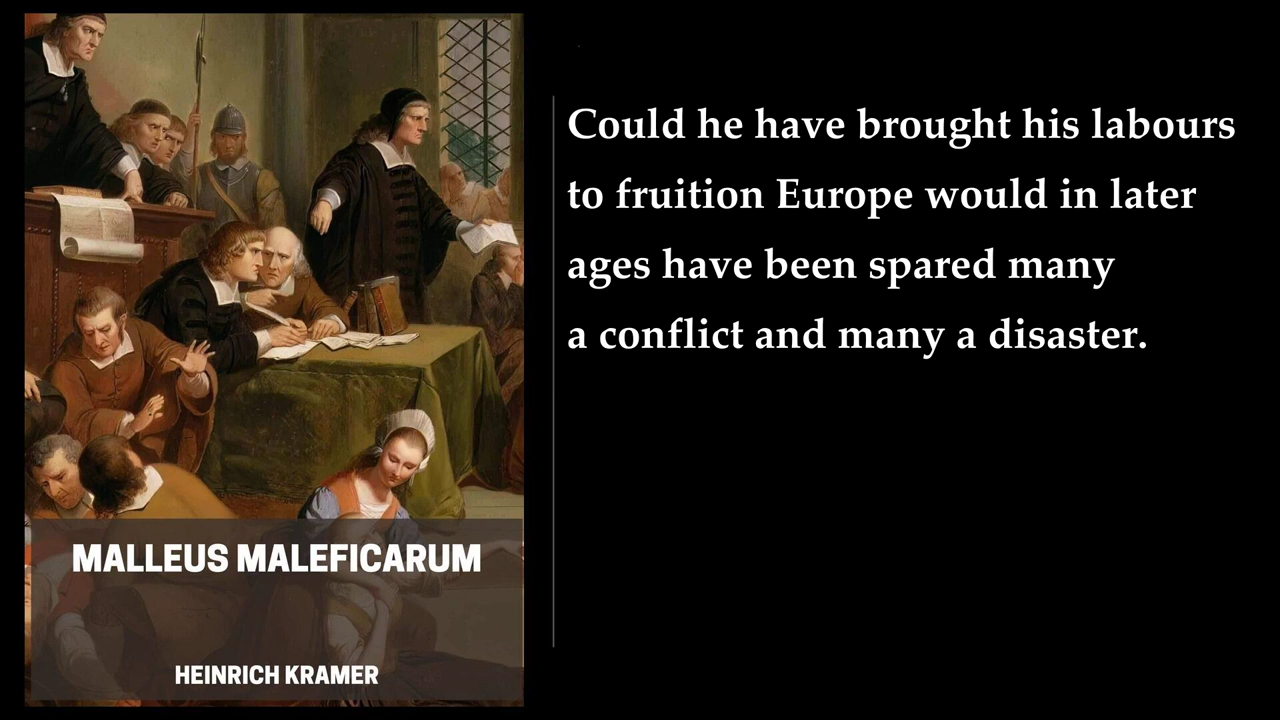 MALLEUS MALEFICARUM
HEINRICH KRAMER
Could he have brought his labours
to fruition Europe would in later
ages have been spared many
a conflict and many a disaster.